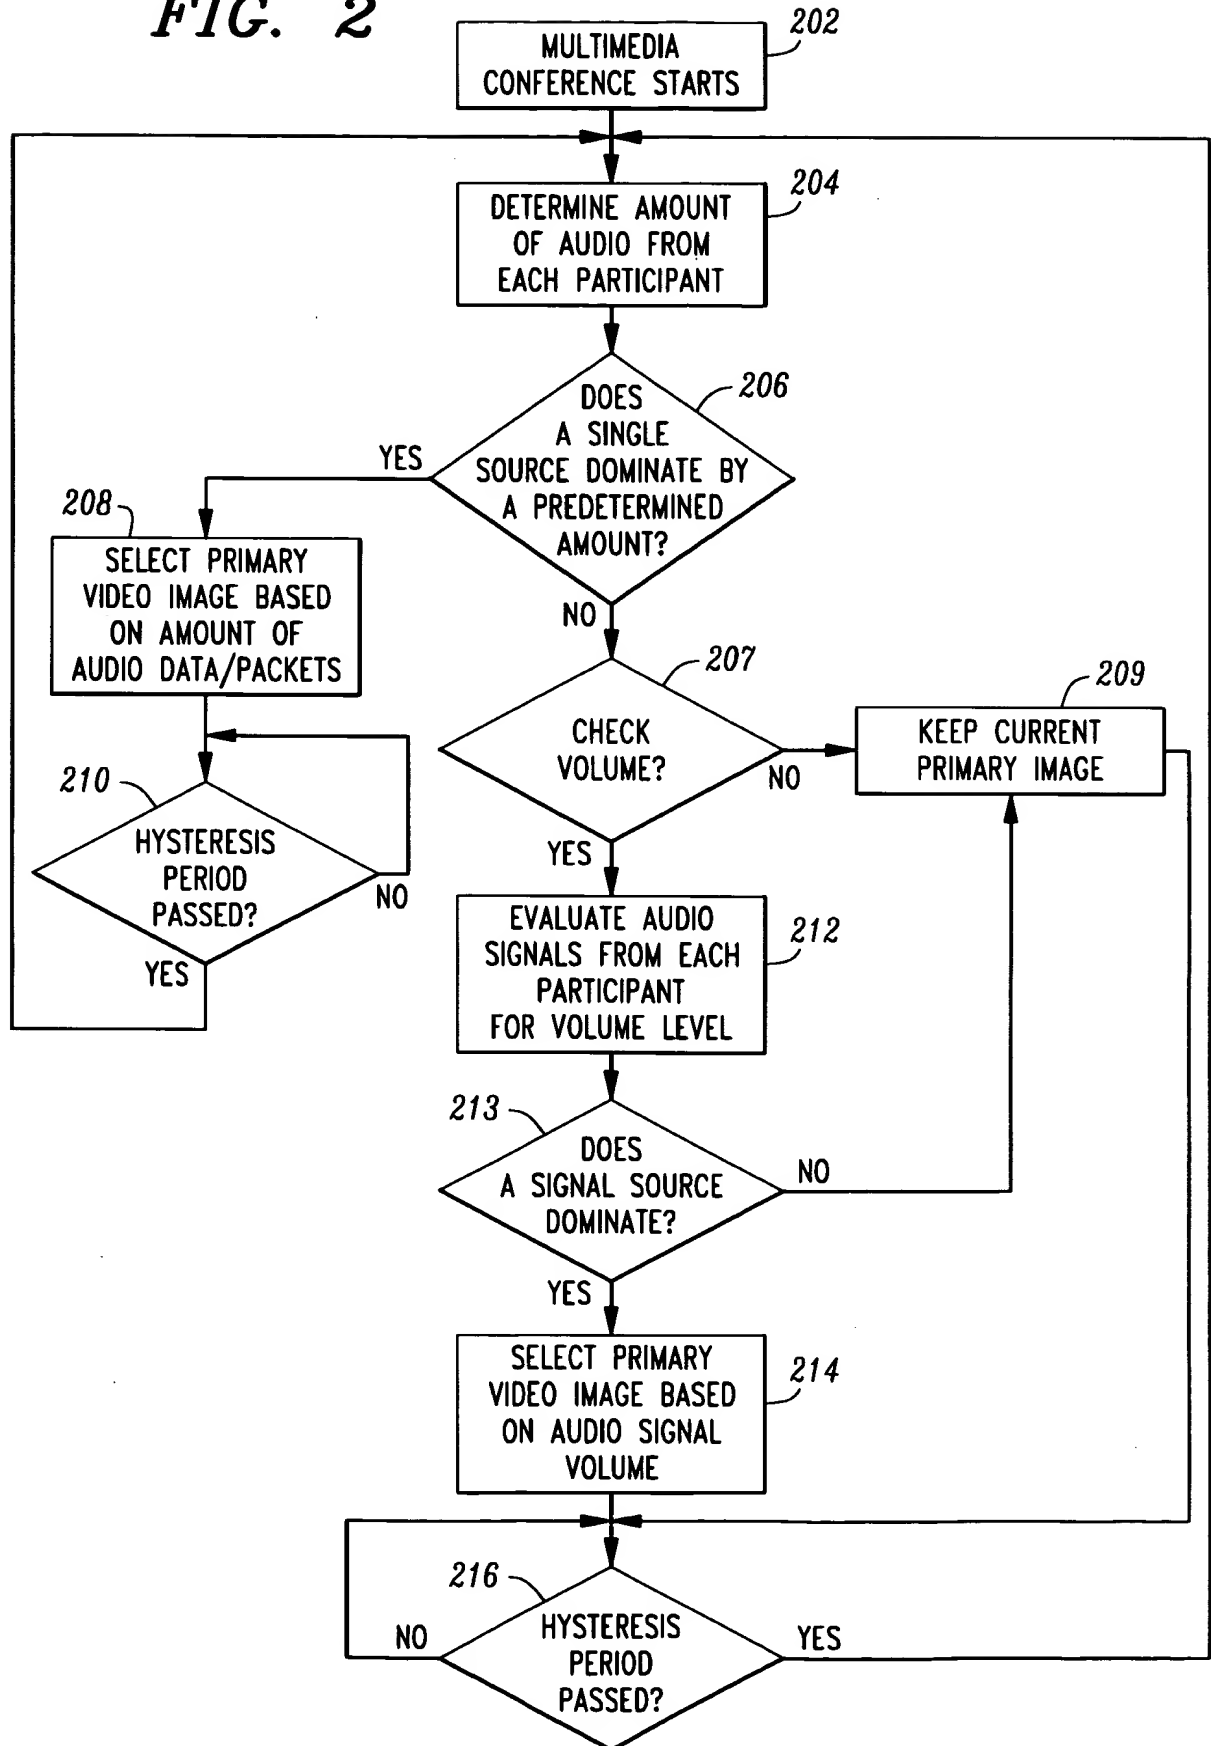 FIG. 2
MULTIMEDIA
CONFERENCE STARTS
202
DETERMINE AMOUNT
OF AUDIO FROM
EACH PARTICIPANT
204
DOES
A SINGLE
SOURCE DOMINATE BY
A PREDETERMINED
AMOUNT?
206
YES
NO
208
SELECT PRIMARY
VIDEO IMAGE BASED
ON AMOUNT OF
AUDIO DATA/PACKETS
CHECK
VOLUME?
207
NO
YES
209
KEEP CURRENT
PRIMARY IMAGE
210
HYSTERESIS
PERIOD
PASSED?
NO
YES
EVALUATE AUDIO
SIGNALS FROM EACH
PARTICIPANT
FOR VOLUME LEVEL
212
213
DOES
A SIGNAL SOURCE
DOMINATE?
NO
YES
SELECT PRIMARY
VIDEO IMAGE BASED
ON AUDIO SIGNAL
VOLUME
214
216
HYSTERESIS
PERIOD
PASSED?
NO
YES